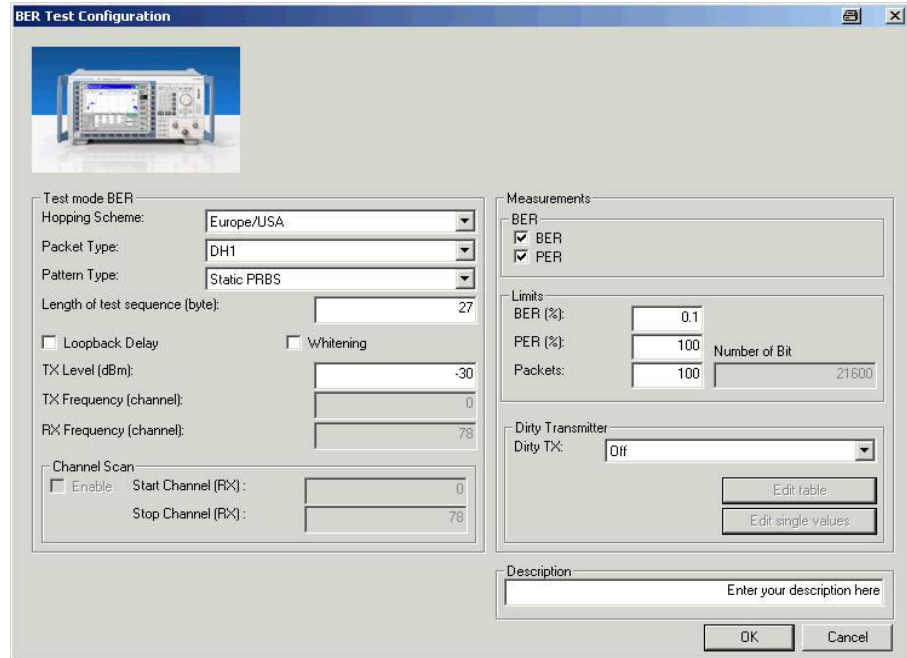 BER Test Configuration
Test mode BER
Hopping Scheme: Europe/USA
Packet Type: DH1
Pattern Type: Static PRBS
Length of test sequence (byte): 27
Loopback Delay Whitening
TX Level (dBm): -30
TX Frequency (channel): 0
RX Frequency (channel): 78
Channel Scan
Enable Start Channel (RX) : 0
Stop Channel (RX) : 78
Measurements
BER
BER
PER
Limits
BER (%): 0.1
PER (%): 100 Number of Bit
Packets: 100 21600
Dirty Transmitter
Dirty TX: Off
Edit table
Edit single values
Description
Enter your description here
OK Cancel